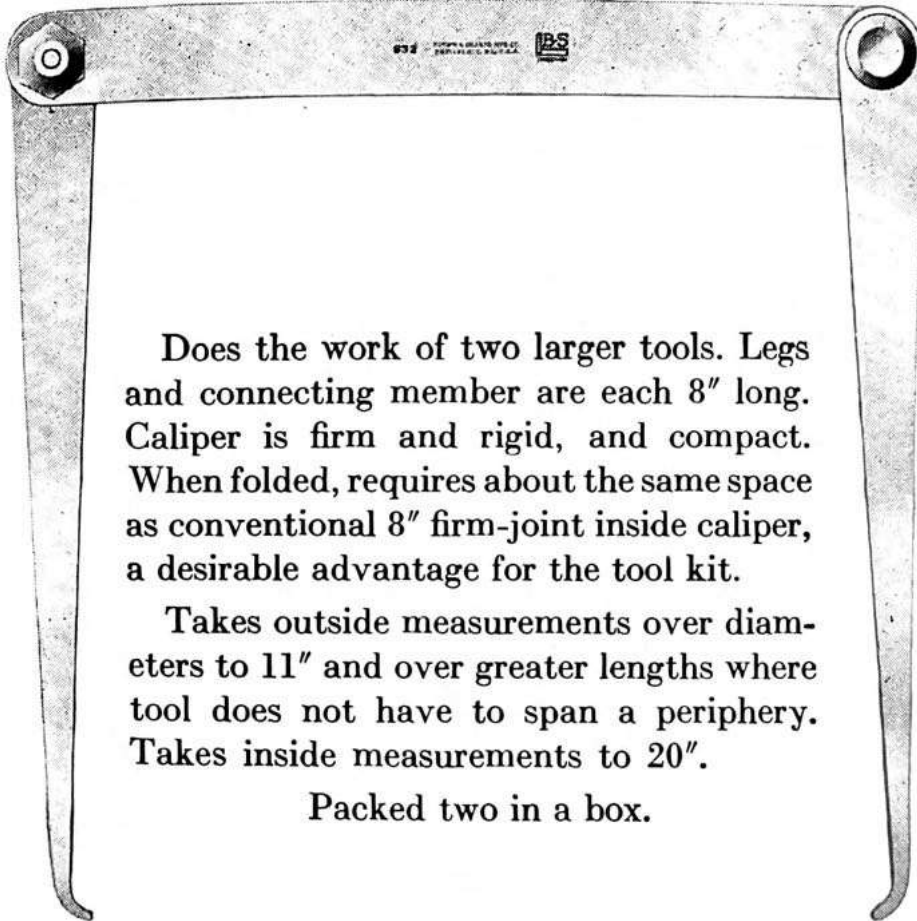 832
B&S
Does the work of two larger tools. Legs
and connecting member are each 8″ long.
Caliper is firm and rigid, and compact.
When folded, requires about the same space
as conventional 8″ firm-joint inside caliper,
a desirable advantage for the tool kit.
Takes outside measurements over diam-
eters to 11″ and over greater lengths where
tool does not have to span a periphery.
Takes inside measurements to 20″.
Packed two in a box.